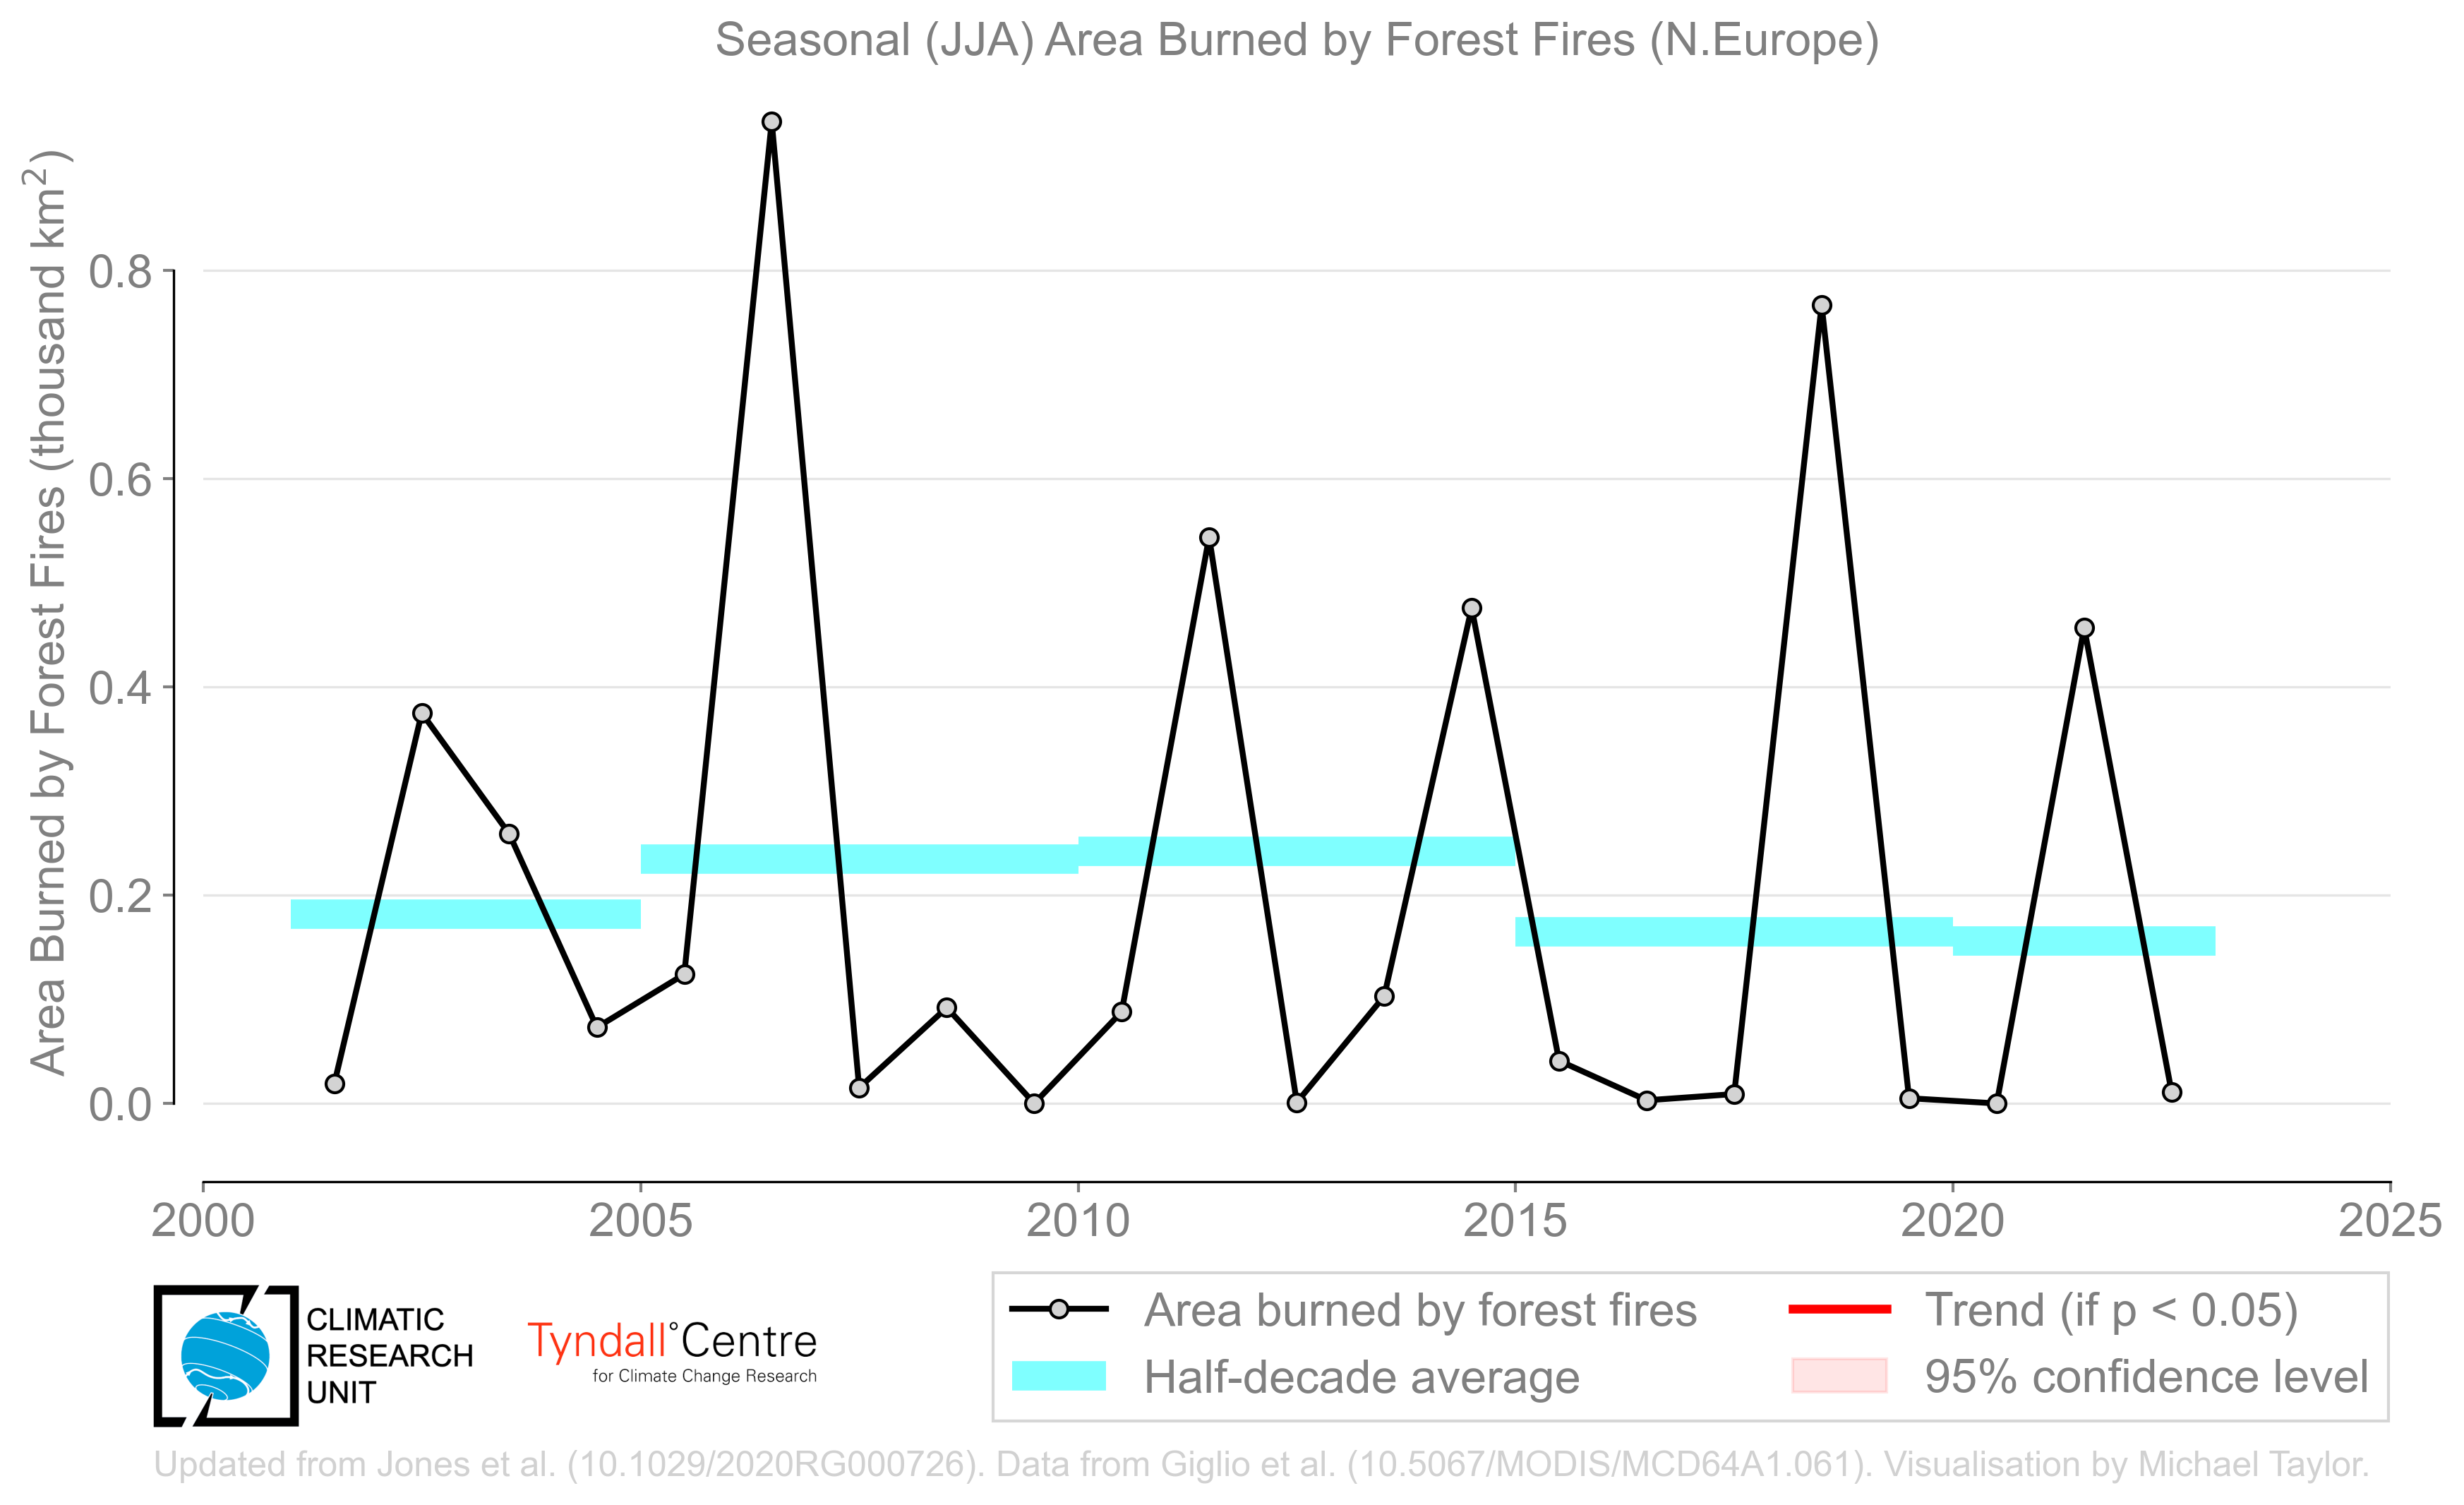 Seasonal (JJA) Area Burned by Forest Fires (N.Europe)
Area Burned by Forest Fires (thousand km²)
0.8
0.6
0.4
0.2
0.0
2000 2005 2010 2015 2020 2025
Area burned by forest fires
Half-decade average
Trend (if p < 0.05)
95% confidence level
CLIMATIC
RESEARCH
UNIT
Tyndall°Centre
for Climate Change Research
Updated from Jones et al. (10.1029/2020RG000726). Data from Giglio et al. (10.5067/MODIS/MCD64A1.061). Visualisation by Michael Taylor.